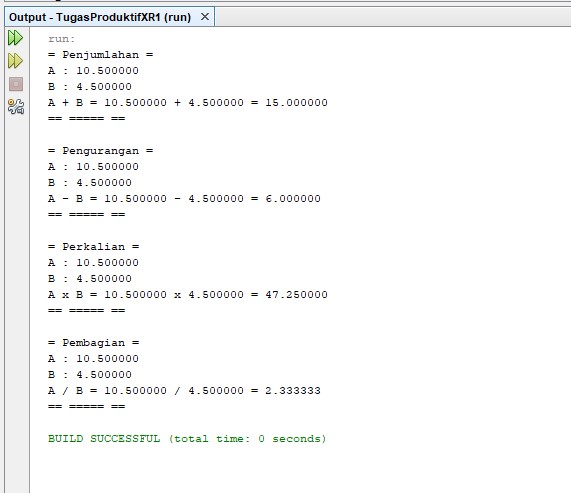 Output - TugasProduktifXR1 (run) ×
run:
= Penjumlahan =
A : 10.500000
B : 4.500000
A + B = 10.500000 + 4.500000 = 15.000000
== ===== ==
= Pengurangan =
A : 10.500000
B : 4.500000
A - B = 10.500000 - 4.500000 = 6.000000
== ===== ==
= Perkalian =
A : 10.500000
B : 4.500000
A x B = 10.500000 x 4.500000 = 47.250000
== ===== ==
= Pembagian =
A : 10.500000
B : 4.500000
A / B = 10.500000 / 4.500000 = 2.333333
== ===== ==
BUILD SUCCESSFUL (total time: 0 seconds)